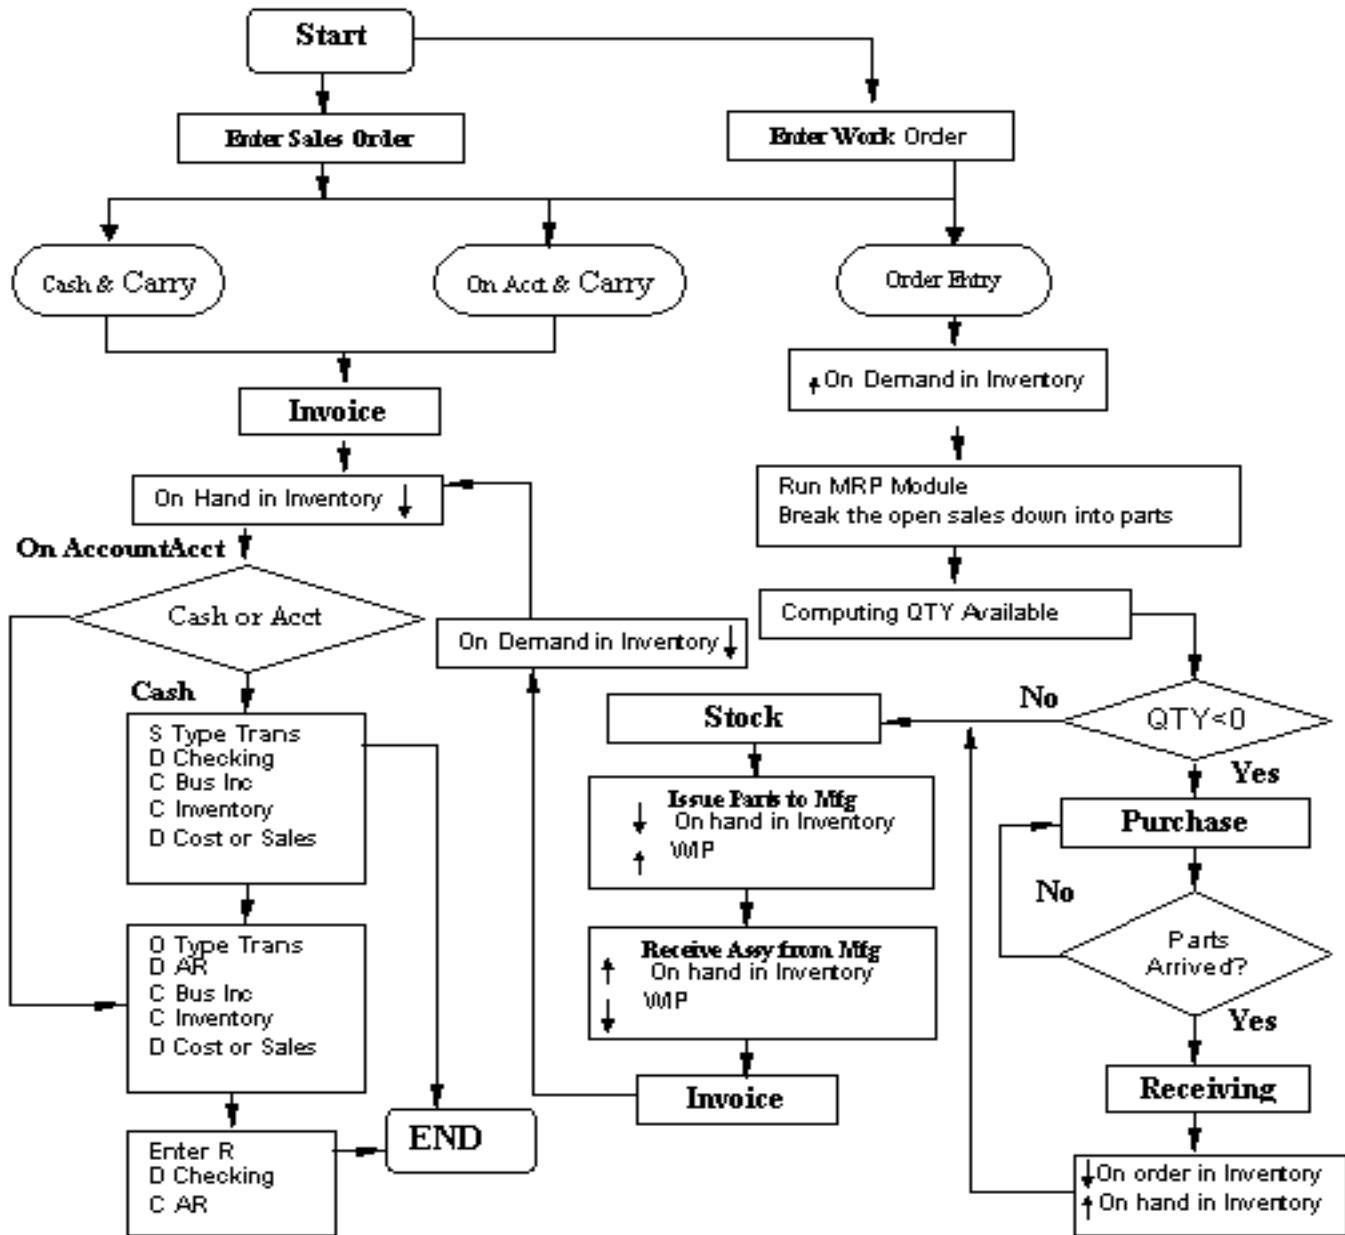 Start
Enter Sales Order
Enter Work Order
Cash & Carry
On Acct & Carry
Order Entry
On Demand in Inventory
Invoice
Run MRP Module
Break the open sales down into parts
On Hand in Inventory
On AccountAcct
Cash or Acct
Computing QTY Available
On Demand in Inventory
Cash
No
Stock
QTY<0
Yes
S Type Trans
D Checking
C Bus Inc
C Inventory
D Cost or Sales
Issue Parts to Mfg
On hand in Inventory
WIP
Purchase
No
Parts
Arrived?
Yes
O Type Trans
D AR
C Bus Inc
C Inventory
D Cost or Sales
Receive Assy from Mfg
On hand in Inventory
WIP
Invoice
Receiving
END
Enter R
D Checking
C AR
On order in Inventory
On hand in Inventory